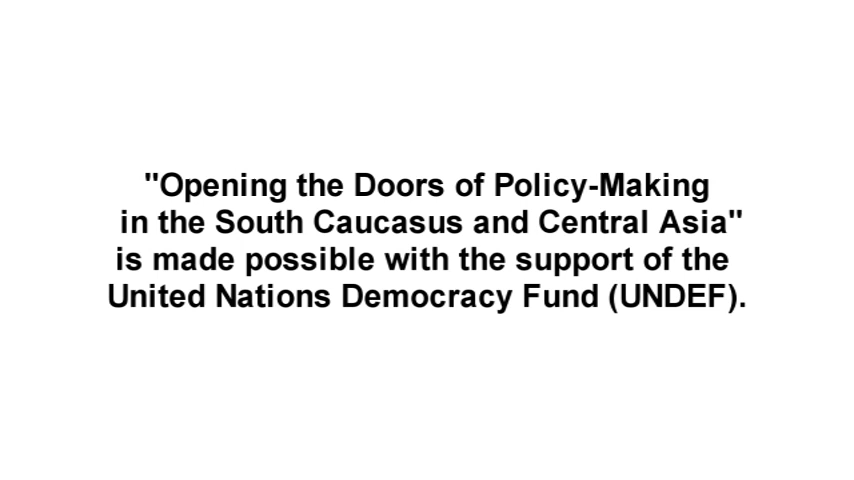 "Opening the Doors of Policy-Making
in the South Caucasus and Central Asia"
is made possible with the support of the
United Nations Democracy Fund (UNDEF).